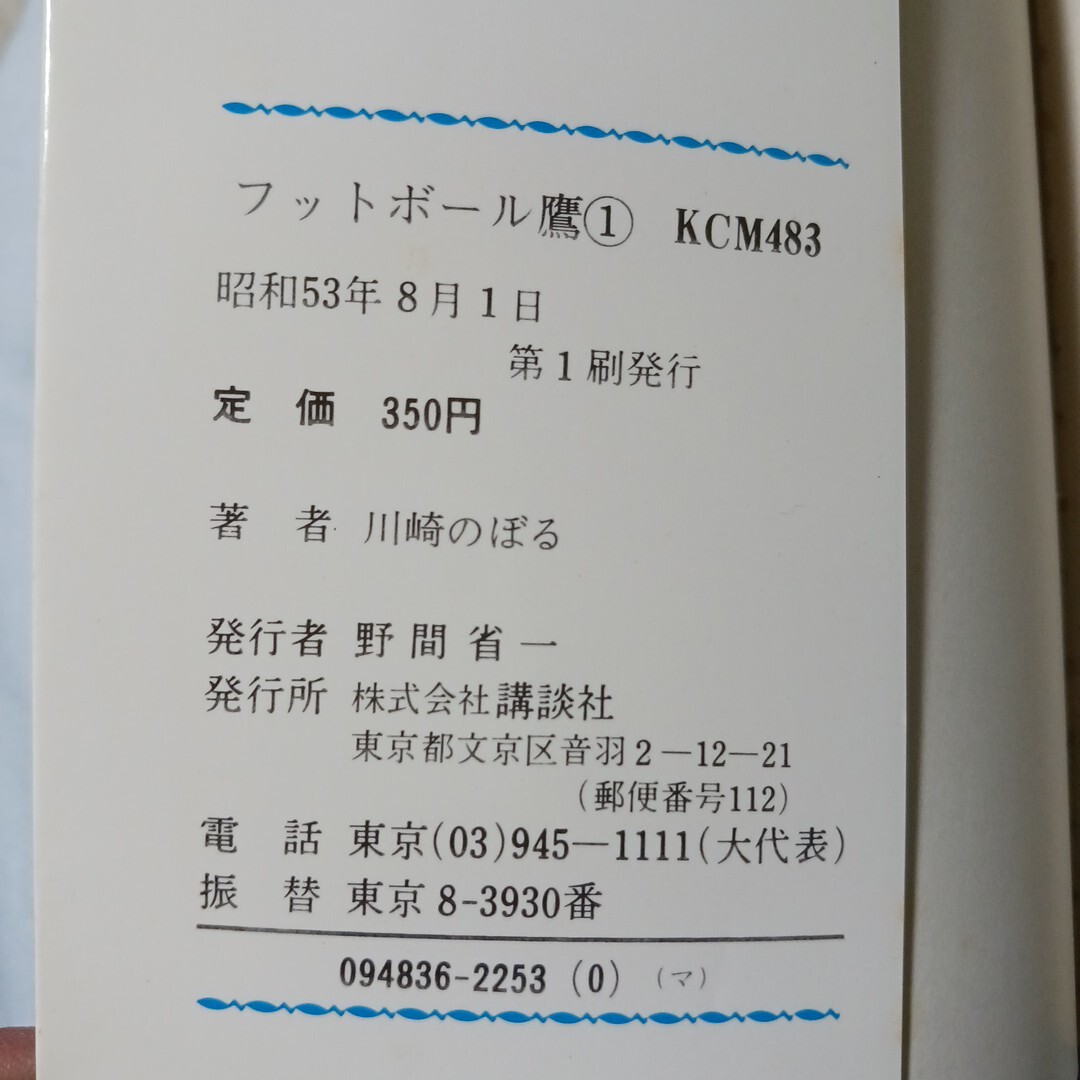 フットボール鷹① KCM483
昭和53年8月1日
第1刷発行
定 価 350円
著 者 川崎のぼる
発行者 野間省一
発行所 株式会社講談社
東京都文京区音羽2―12―21
(郵便番号112)
電 話 東京(03)945―1111(大代表)
振 替 東京8-3930番
094836-2253 (0) (マ)